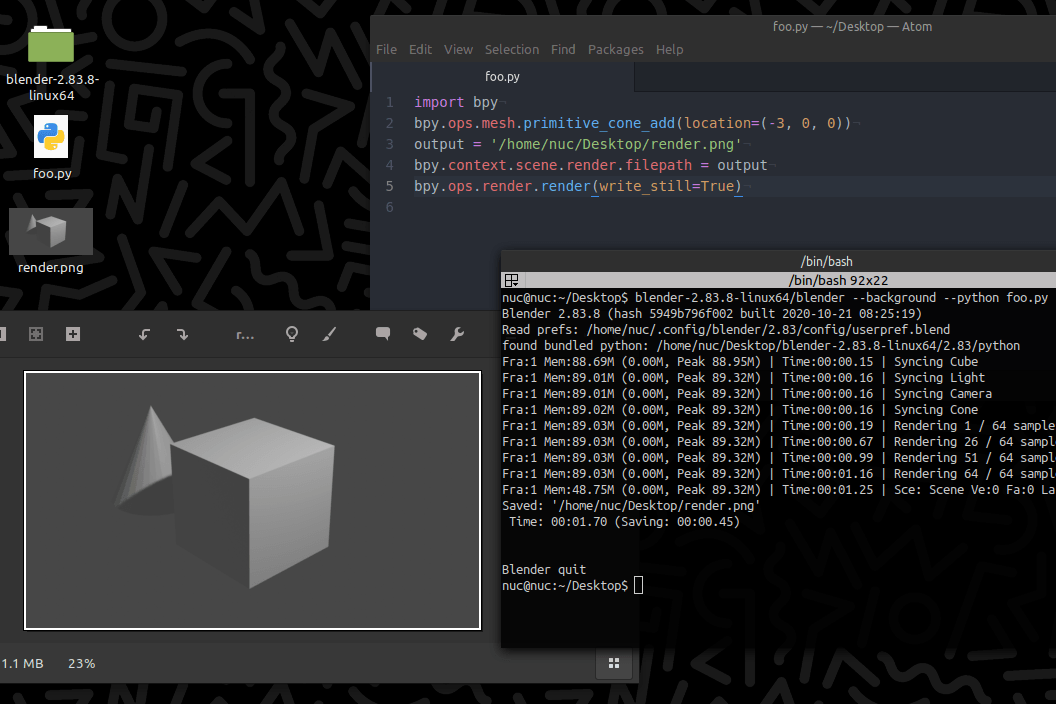 blender-2.83.8-
linux64
foo.py
render.png
foo.py — ~/Desktop — Atom
File Edit View Selection Find Packages Help
foo.py
1 import bpy
2 bpy.ops.mesh.primitive_cone_add(location=(-3, 0, 0))
3 output = '/home/nuc/Desktop/render.png'
4 bpy.context.scene.render.filepath = output
5 bpy.ops.render.render(write_still=True)
6
/bin/bash
/bin/bash 92x22
nuc@nuc:~/Desktop$ blender-2.83.8-linux64/blender --background --python foo.py
Blender 2.83.8 (hash 5949b796f002 built 2020-10-21 08:25:19)
Read prefs: /home/nuc/.config/blender/2.83/config/userpref.blend
found bundled python: /home/nuc/Desktop/blender-2.83.8-linux64/2.83/python
Fra:1 Mem:88.69M (0.00M, Peak 88.95M) | Time:00:00.15 | Syncing Cube
Fra:1 Mem:89.01M (0.00M, Peak 89.32M) | Time:00:00.16 | Syncing Light
Fra:1 Mem:89.01M (0.00M, Peak 89.32M) | Time:00:00.16 | Syncing Camera
Fra:1 Mem:89.02M (0.00M, Peak 89.32M) | Time:00:00.16 | Syncing Cone
Fra:1 Mem:89.03M (0.00M, Peak 89.32M) | Time:00:00.19 | Rendering 1 / 64 sample
Fra:1 Mem:89.03M (0.00M, Peak 89.32M) | Time:00:00.67 | Rendering 26 / 64 sampl
Fra:1 Mem:89.03M (0.00M, Peak 89.32M) | Time:00:00.99 | Rendering 51 / 64 sampl
Fra:1 Mem:89.03M (0.00M, Peak 89.32M) | Time:00:01.16 | Rendering 64 / 64 sampl
Fra:1 Mem:48.75M (0.00M, Peak 89.32M) | Time:00:01.25 | Sce: Scene Ve:0 Fa:0 La
Saved: '/home/nuc/Desktop/render.png'
Time: 00:01.70 (Saving: 00:00.45)
Blender quit
nuc@nuc:~/Desktop$
r...
1.1 MB 23%